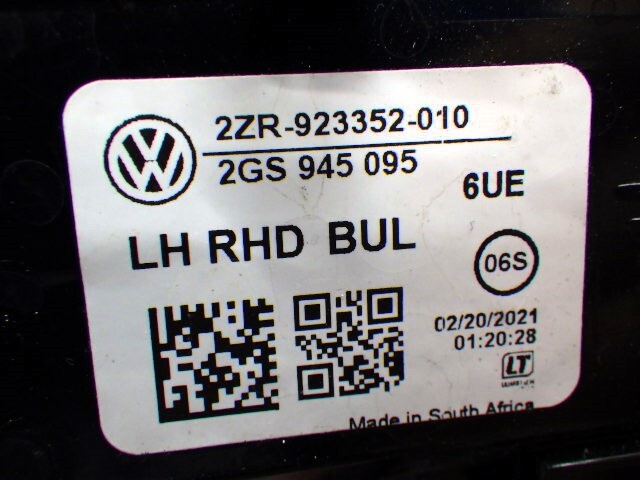 2ZR-923352-010
2GS 945 095
6UE
LH RHD BUL
06S
02/20/2021
01:20:28
LT
Made in South Africa